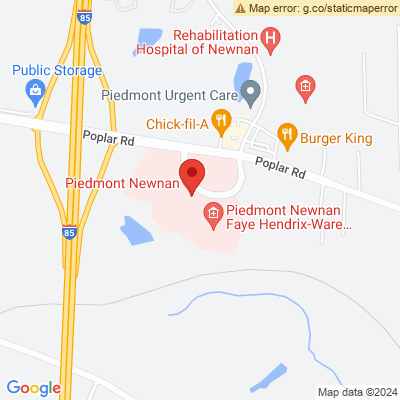 Map error: g.co/staticmaperror
85
Rehabilitation
Hospital of Newnan
H
Public Storage
Piedmont Urgent Care
Chick-fil-A
Burger King
Poplar Rd
Poplar Rd
Piedmont Newnan
Piedmont Newnan
Faye Hendrix-Ware...
85
Google
Map data ©2024